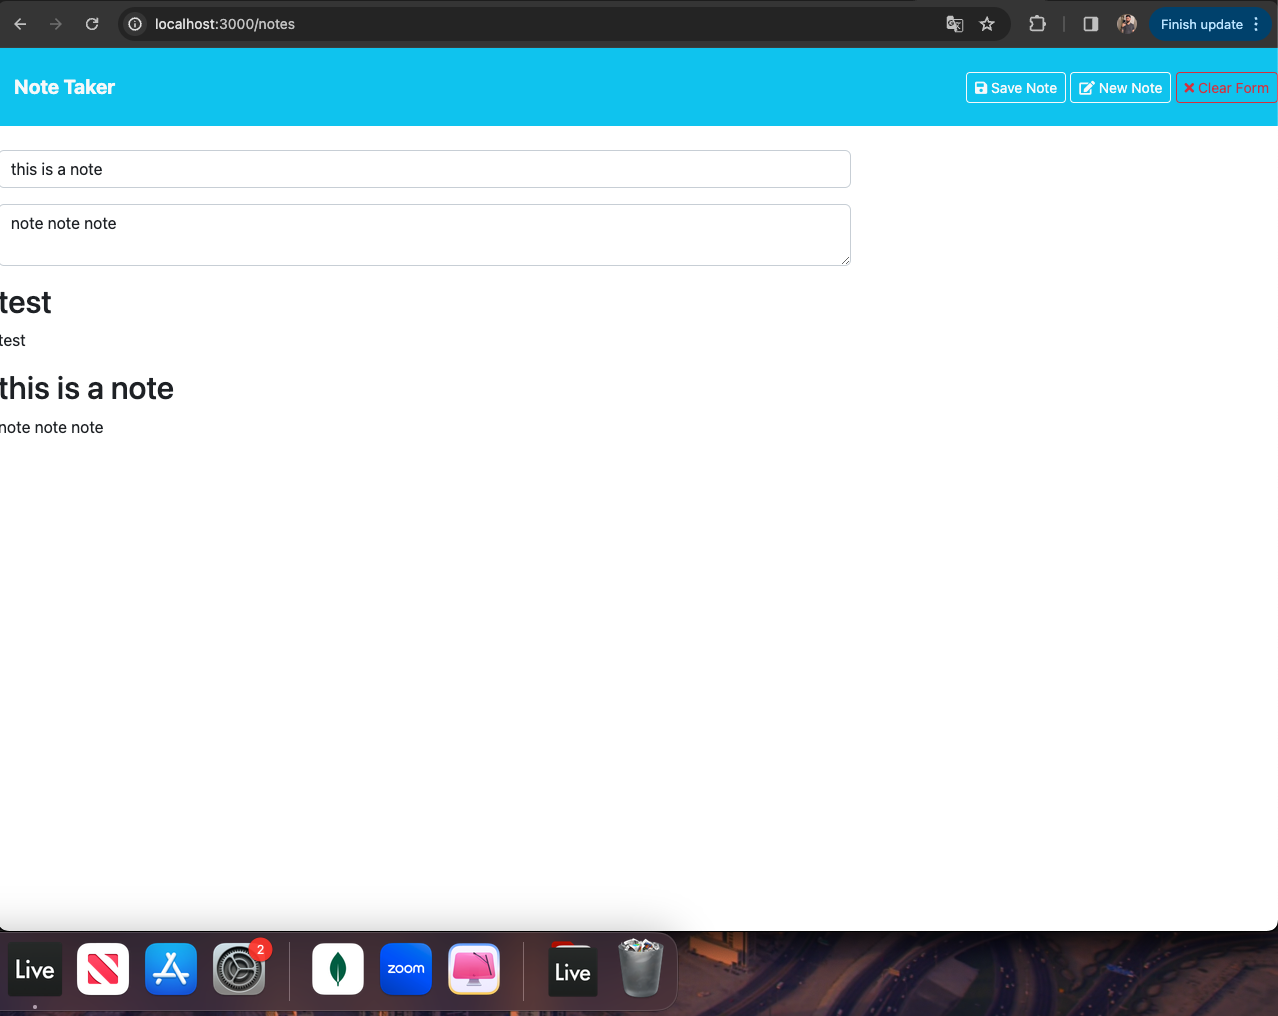 localhost:3000/notes
Finish update
Note Taker
Save Note
New Note
Clear Form
this is a note
note note note
test
test
this is a note
note note note
Live
2
zoom
Live